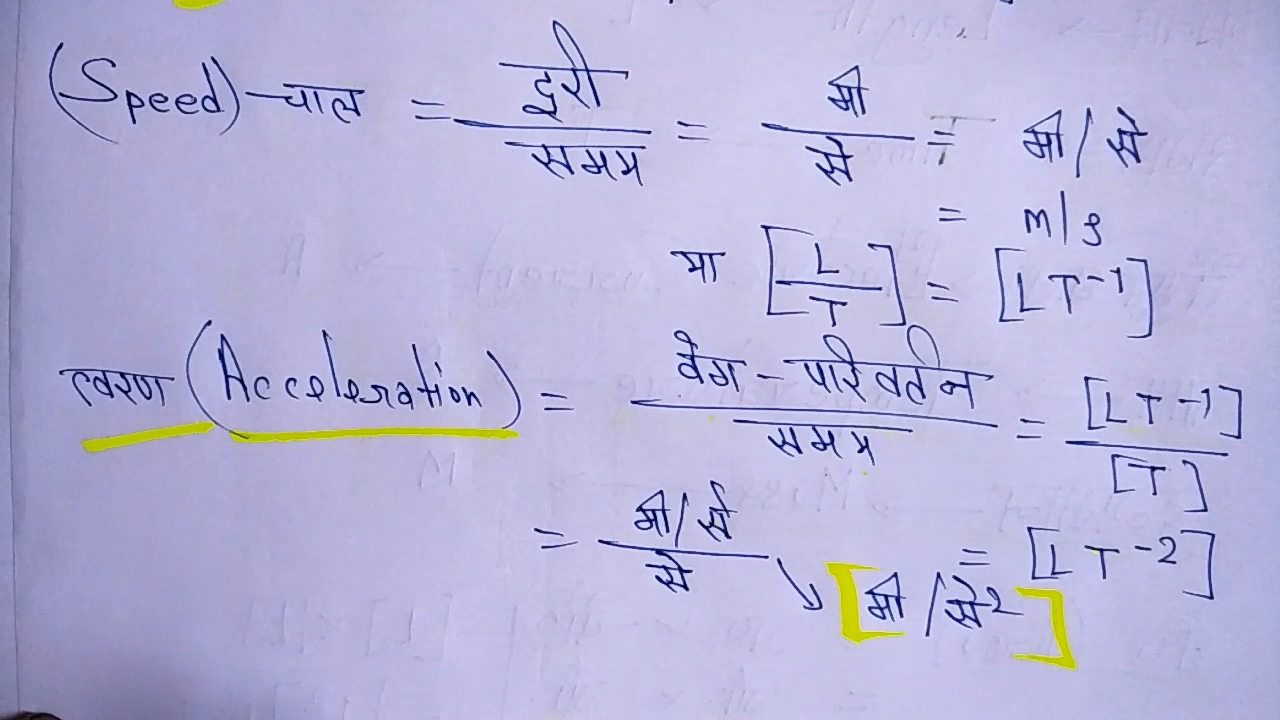 (Speed) - चाल = दूरी / समय = मी / से = मी/से
= m/s
या [L/T] = [LT⁻¹]
त्वरण (Acceleration) = वेग - परिवर्तन / समय = [LT⁻¹] / [T]
= मी/से / से ↘ [मी/से²] = [LT⁻²]